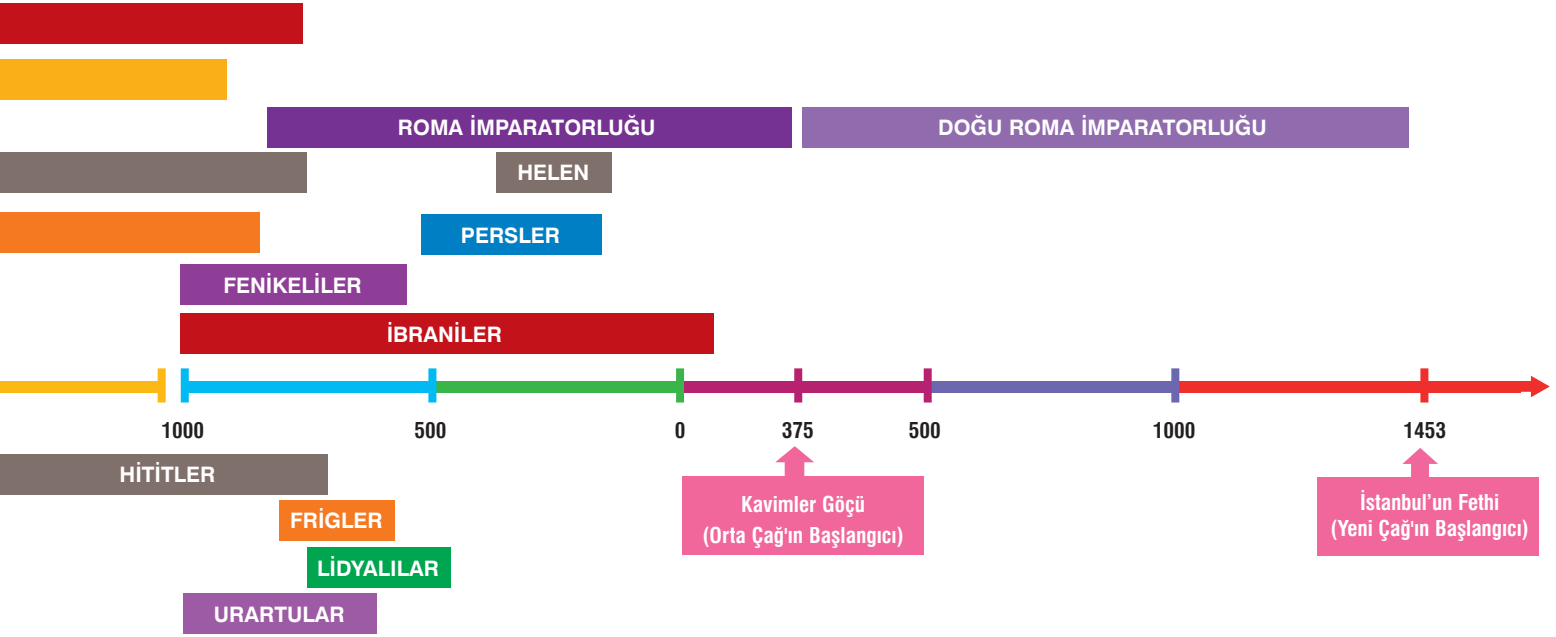 ROMA İMPARATORLUĞU
DOĞU ROMA İMPARATORLUĞU
HELEN
PERSLER
FENİKELİLER
İBRANİLER
1000
500
0
375
500
1000
1453
HİTİTLER
FRİGLER
LİDYALILAR
URARTULAR
Kavimler Göçü
(Orta Çağ'ın Başlangıcı)
İstanbul'un Fethi
(Yeni Çağ'ın Başlangıcı)